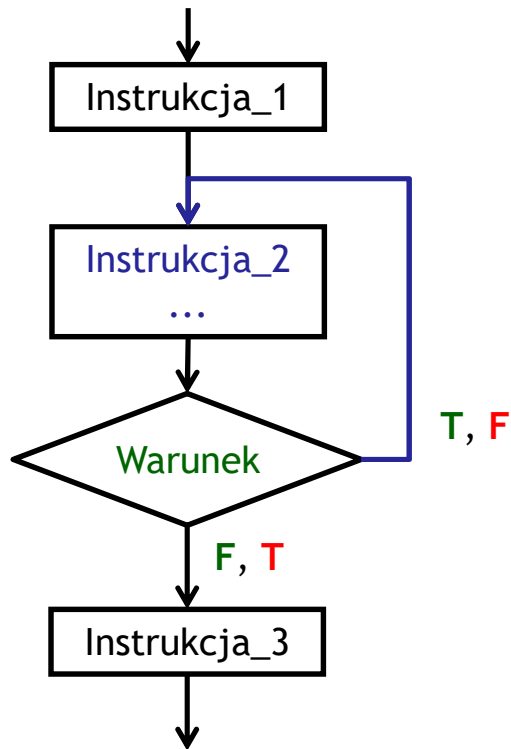 Instrukcja_1
Instrukcja_2
...
Warunek
T, F
F, T
Instrukcja_3